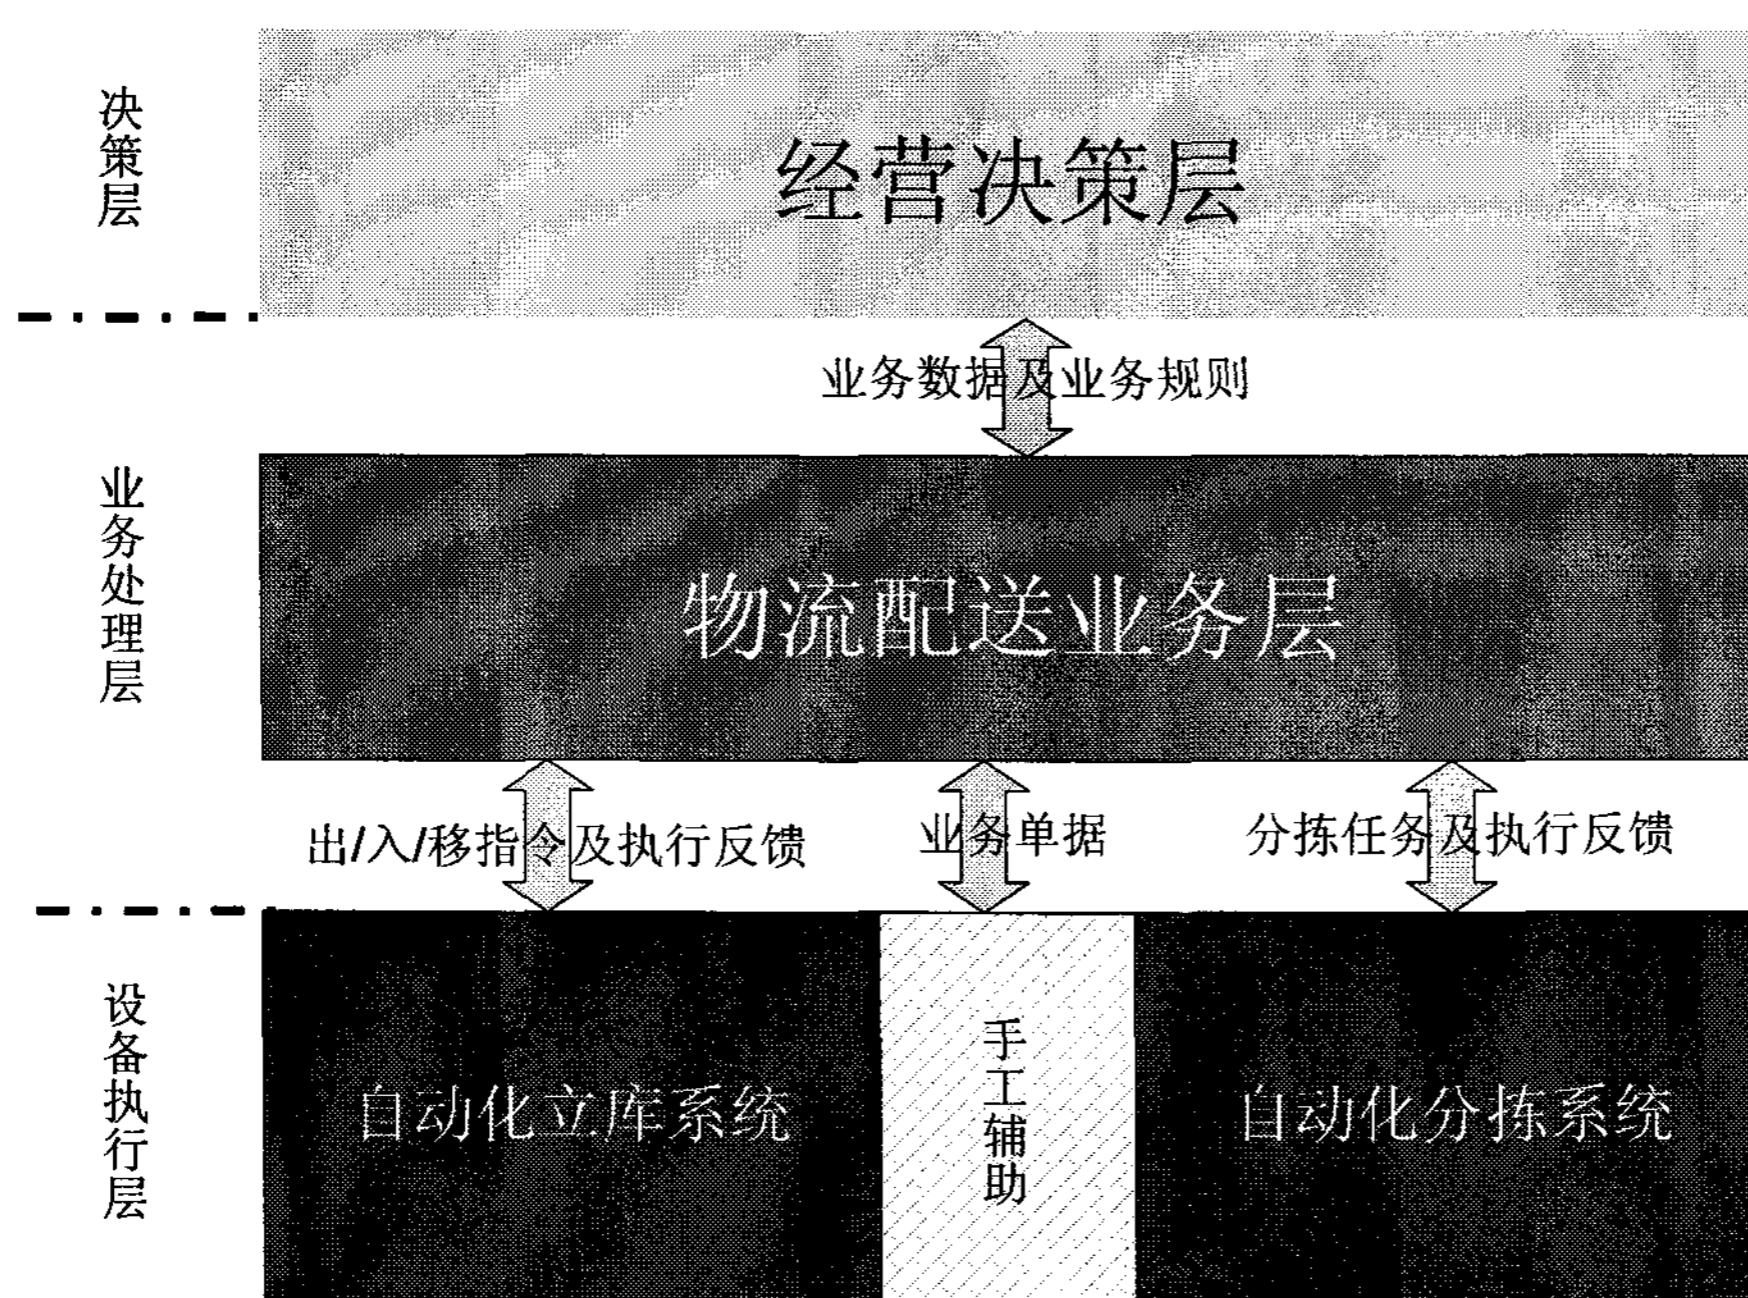 决策层
经营决策层
业务数据及业务规则
业务处理层
物流配送业务层
出/入/移指令及执行反馈
业务单据
分拣任务及执行反馈
设备执行层
自动化立库系统
手工辅助
自动化分拣系统